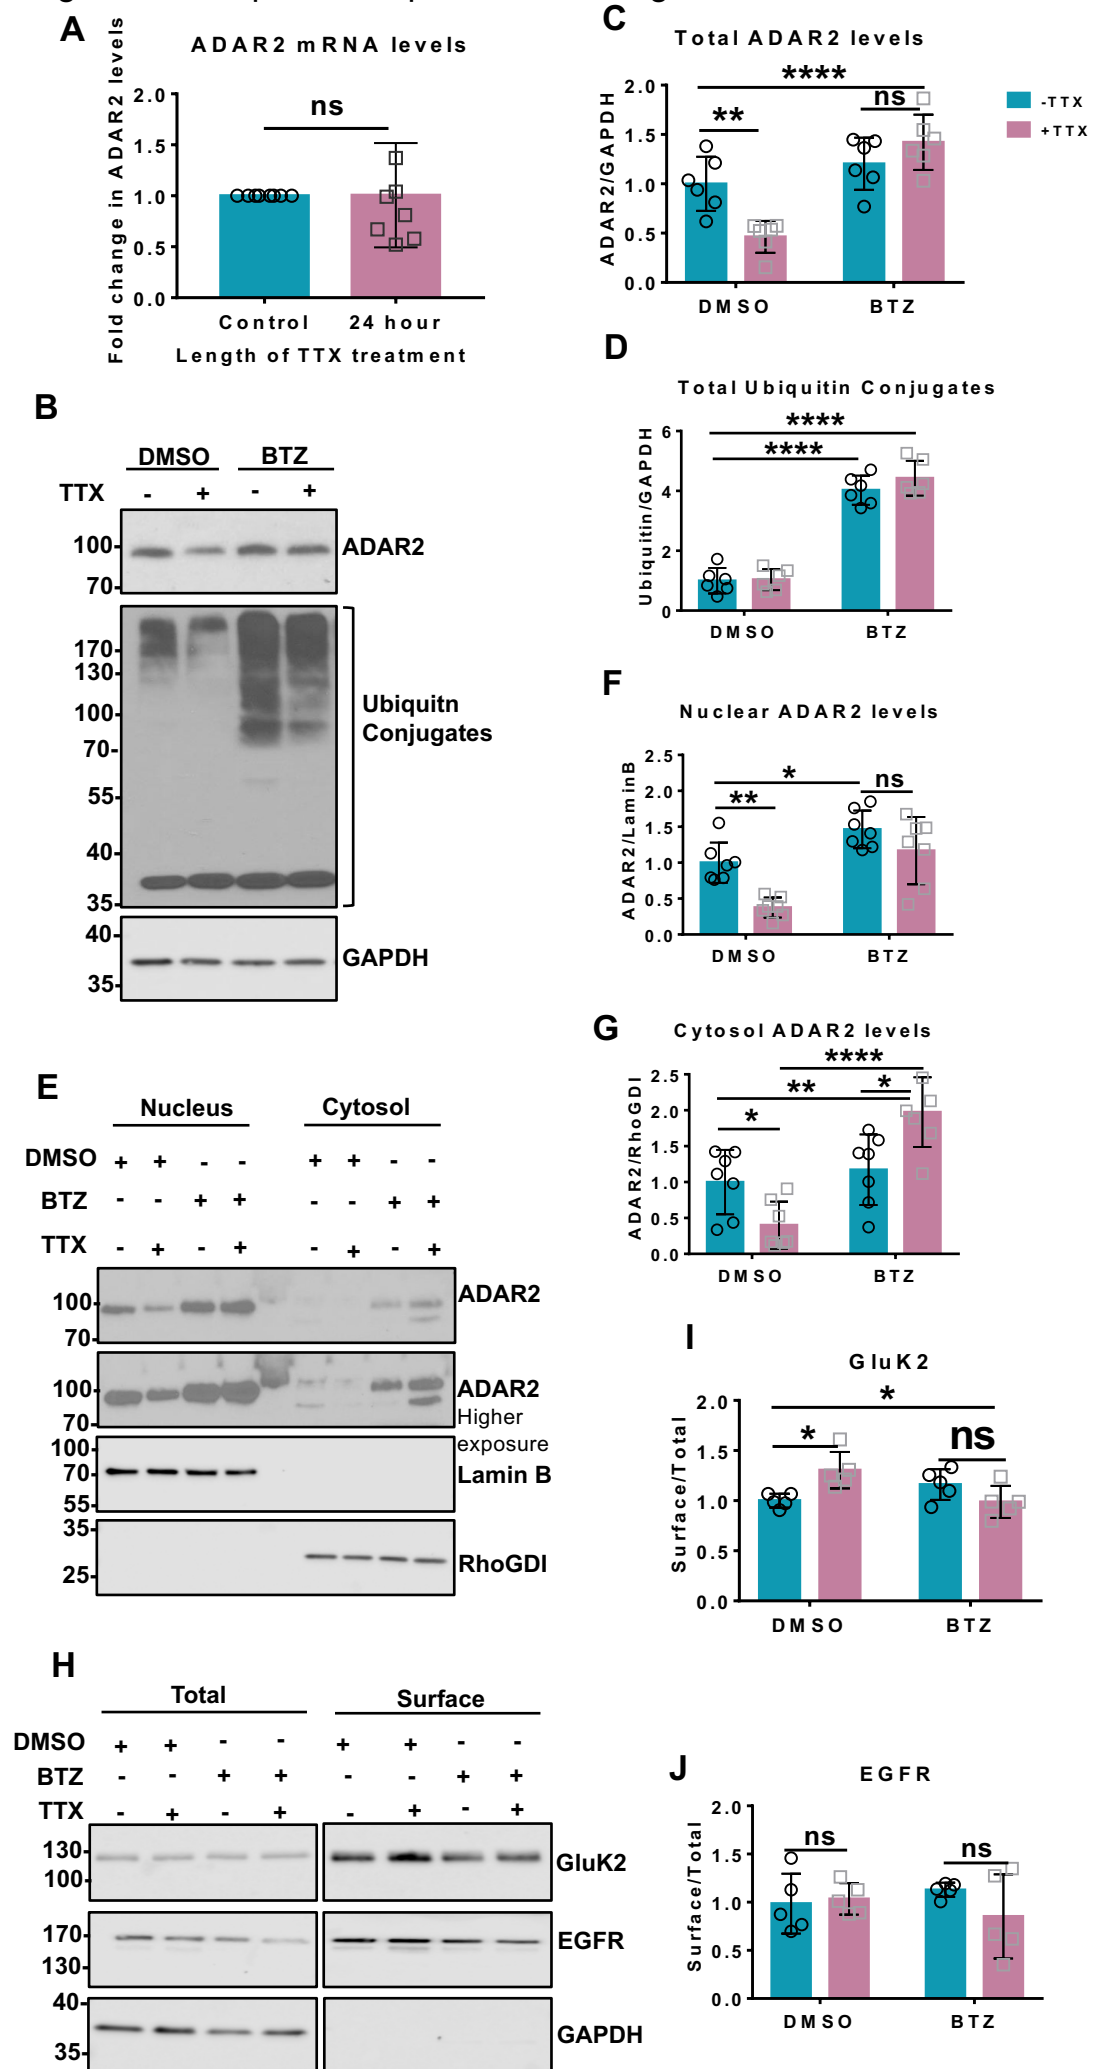 A
ADAR2 mRNA levels
Fold change in ADAR2 levels
2.0
1.5
1.0
0.5
0.0
ns
Control
24 hour
Length of TTX treatment
B
DMSO
BTZ
TTX - + - +
100
70
ADAR2
170
130
100
70
55
40
35
Ubiquitn
Conjugates
40
35
GAPDH
C
Total ADAR2 levels
ADAR2/GAPDH
2.0
1.5
1.0
0.5
0.0
****
**
ns
DMSO
BTZ
-TTX
+TTX
D
Total Ubiquitin Conjugates
Ubiquitin/GAPDH
6
4
2
0
****
****
DMSO
BTZ
E
Nucleus
Cytosol
DMSO + + - - + + - -
BTZ - - + + - - + +
TTX - + - + - + - +
100
70
ADAR2
100
70
ADAR2
Higher
exposure
100
70
55
Lamin B
35
25
RhoGDI
F
Nuclear ADAR2 levels
ADAR2/LaminB
2.5
2.0
1.5
1.0
0.5
0.0
*
**
ns
DMSO
BTZ
G
Cytosol ADAR2 levels
ADAR2/RhoGDI
2.5
2.0
1.5
1.0
0.5
0.0
****
**
*
*
DMSO
BTZ
H
Total
Surface
DMSO + + - - + + - -
BTZ - - + + - - + +
TTX - + - + - + - +
130
100
GluK2
170
130
EGFR
40
35
GAPDH
I
GluK2
Surface/Total
2.0
1.5
1.0
0.5
0.0
*
*
ns
DMSO
BTZ
J
EGFR
Surface/Total
2.0
1.5
1.0
0.5
0.0
ns
ns
DMSO
BTZ